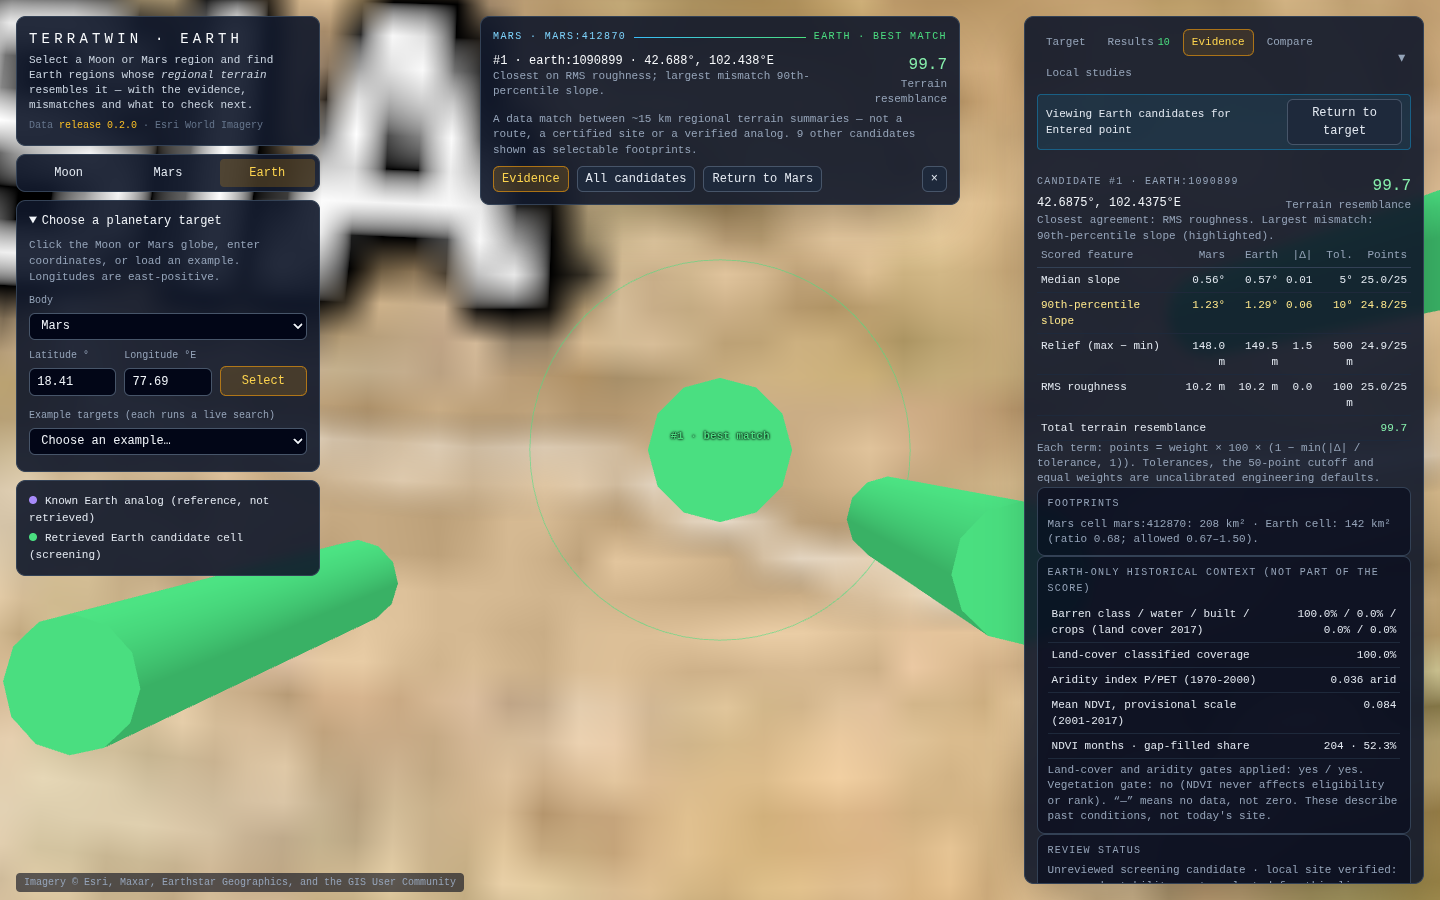 TERRATWIN · EARTH
Select a Moon or Mars region and find
Earth regions whose regional terrain
resembles it — with the evidence,
mismatches and what to check next.
Data release 0.2.0 · Esri World Imagery
Moon Mars Earth
▼ Choose a planetary target
Click the Moon or Mars globe, enter
coordinates, or load an example.
Longitudes are east-positive.
Body
Mars
Latitude ° Longitude °E
18.41 77.69 Select
Example targets (each runs a live search)
Choose an example…
Known Earth analog (reference, not
retrieved)
Retrieved Earth candidate cell
(screening)
MARS · MARS:412870 EARTH · BEST MATCH
#1 · earth:1090899 · 42.688°, 102.438°E 99.7
Closest on RMS roughness; largest mismatch 90th-
percentile slope.
Terrain
resemblance
A data match between ~15 km regional terrain summaries — not a
route, a certified site or a verified analog. 9 other candidates
shown as selectable footprints.
Evidence All candidates Return to Mars ×
#1 · best match
Target Results 10 Evidence Compare
▼
Local studies
Viewing Earth candidates for
Entered point
Return to
target
CANDIDATE #1 · EARTH:1090899 99.7
42.6875°, 102.4375°E Terrain resemblance
Closest agreement: RMS roughness. Largest mismatch:
90th-percentile slope (highlighted).
Scored feature Mars Earth |Δ| Tol. Points
Median slope 0.56° 0.57° 0.01 5° 25.0/25
90th-percentile 1.23° 1.29° 0.06 10° 24.8/25
slope
Relief (max − min) 148.0 149.5 1.5 500 24.9/25
m m m
RMS roughness 10.2 m 10.2 m 0.0 100 25.0/25
m
Total terrain resemblance 99.7
Each term: points = weight × 100 × (1 − min(|Δ| /
tolerance, 1)). Tolerances, the 50-point cutoff and
equal weights are uncalibrated engineering defaults.
FOOTPRINTS
Mars cell mars:412870: 208 km² · Earth cell: 142 km²
(ratio 0.68; allowed 0.67–1.50).
EARTH-ONLY HISTORICAL CONTEXT (NOT PART OF THE
SCORE)
Barren class / water / built / 100.0% / 0.0% /
crops (land cover 2017) 0.0% / 0.0%
Land-cover classified coverage 100.0%
Aridity index P/PET (1970-2000) 0.036 arid
Mean NDVI, provisional scale 0.084
(2001-2017)
NDVI months · gap-filled share 204 · 52.3%
Land-cover and aridity gates applied: yes / yes.
Vegetation gate: no (NDVI never affects eligibility
or rank). “—” means no data, not zero. These describe
past conditions, not today's site.
REVIEW STATUS
Unreviewed screening candidate · local site verified:
Imagery © Esri, Maxar, Earthstar Geographics, and the GIS User Community